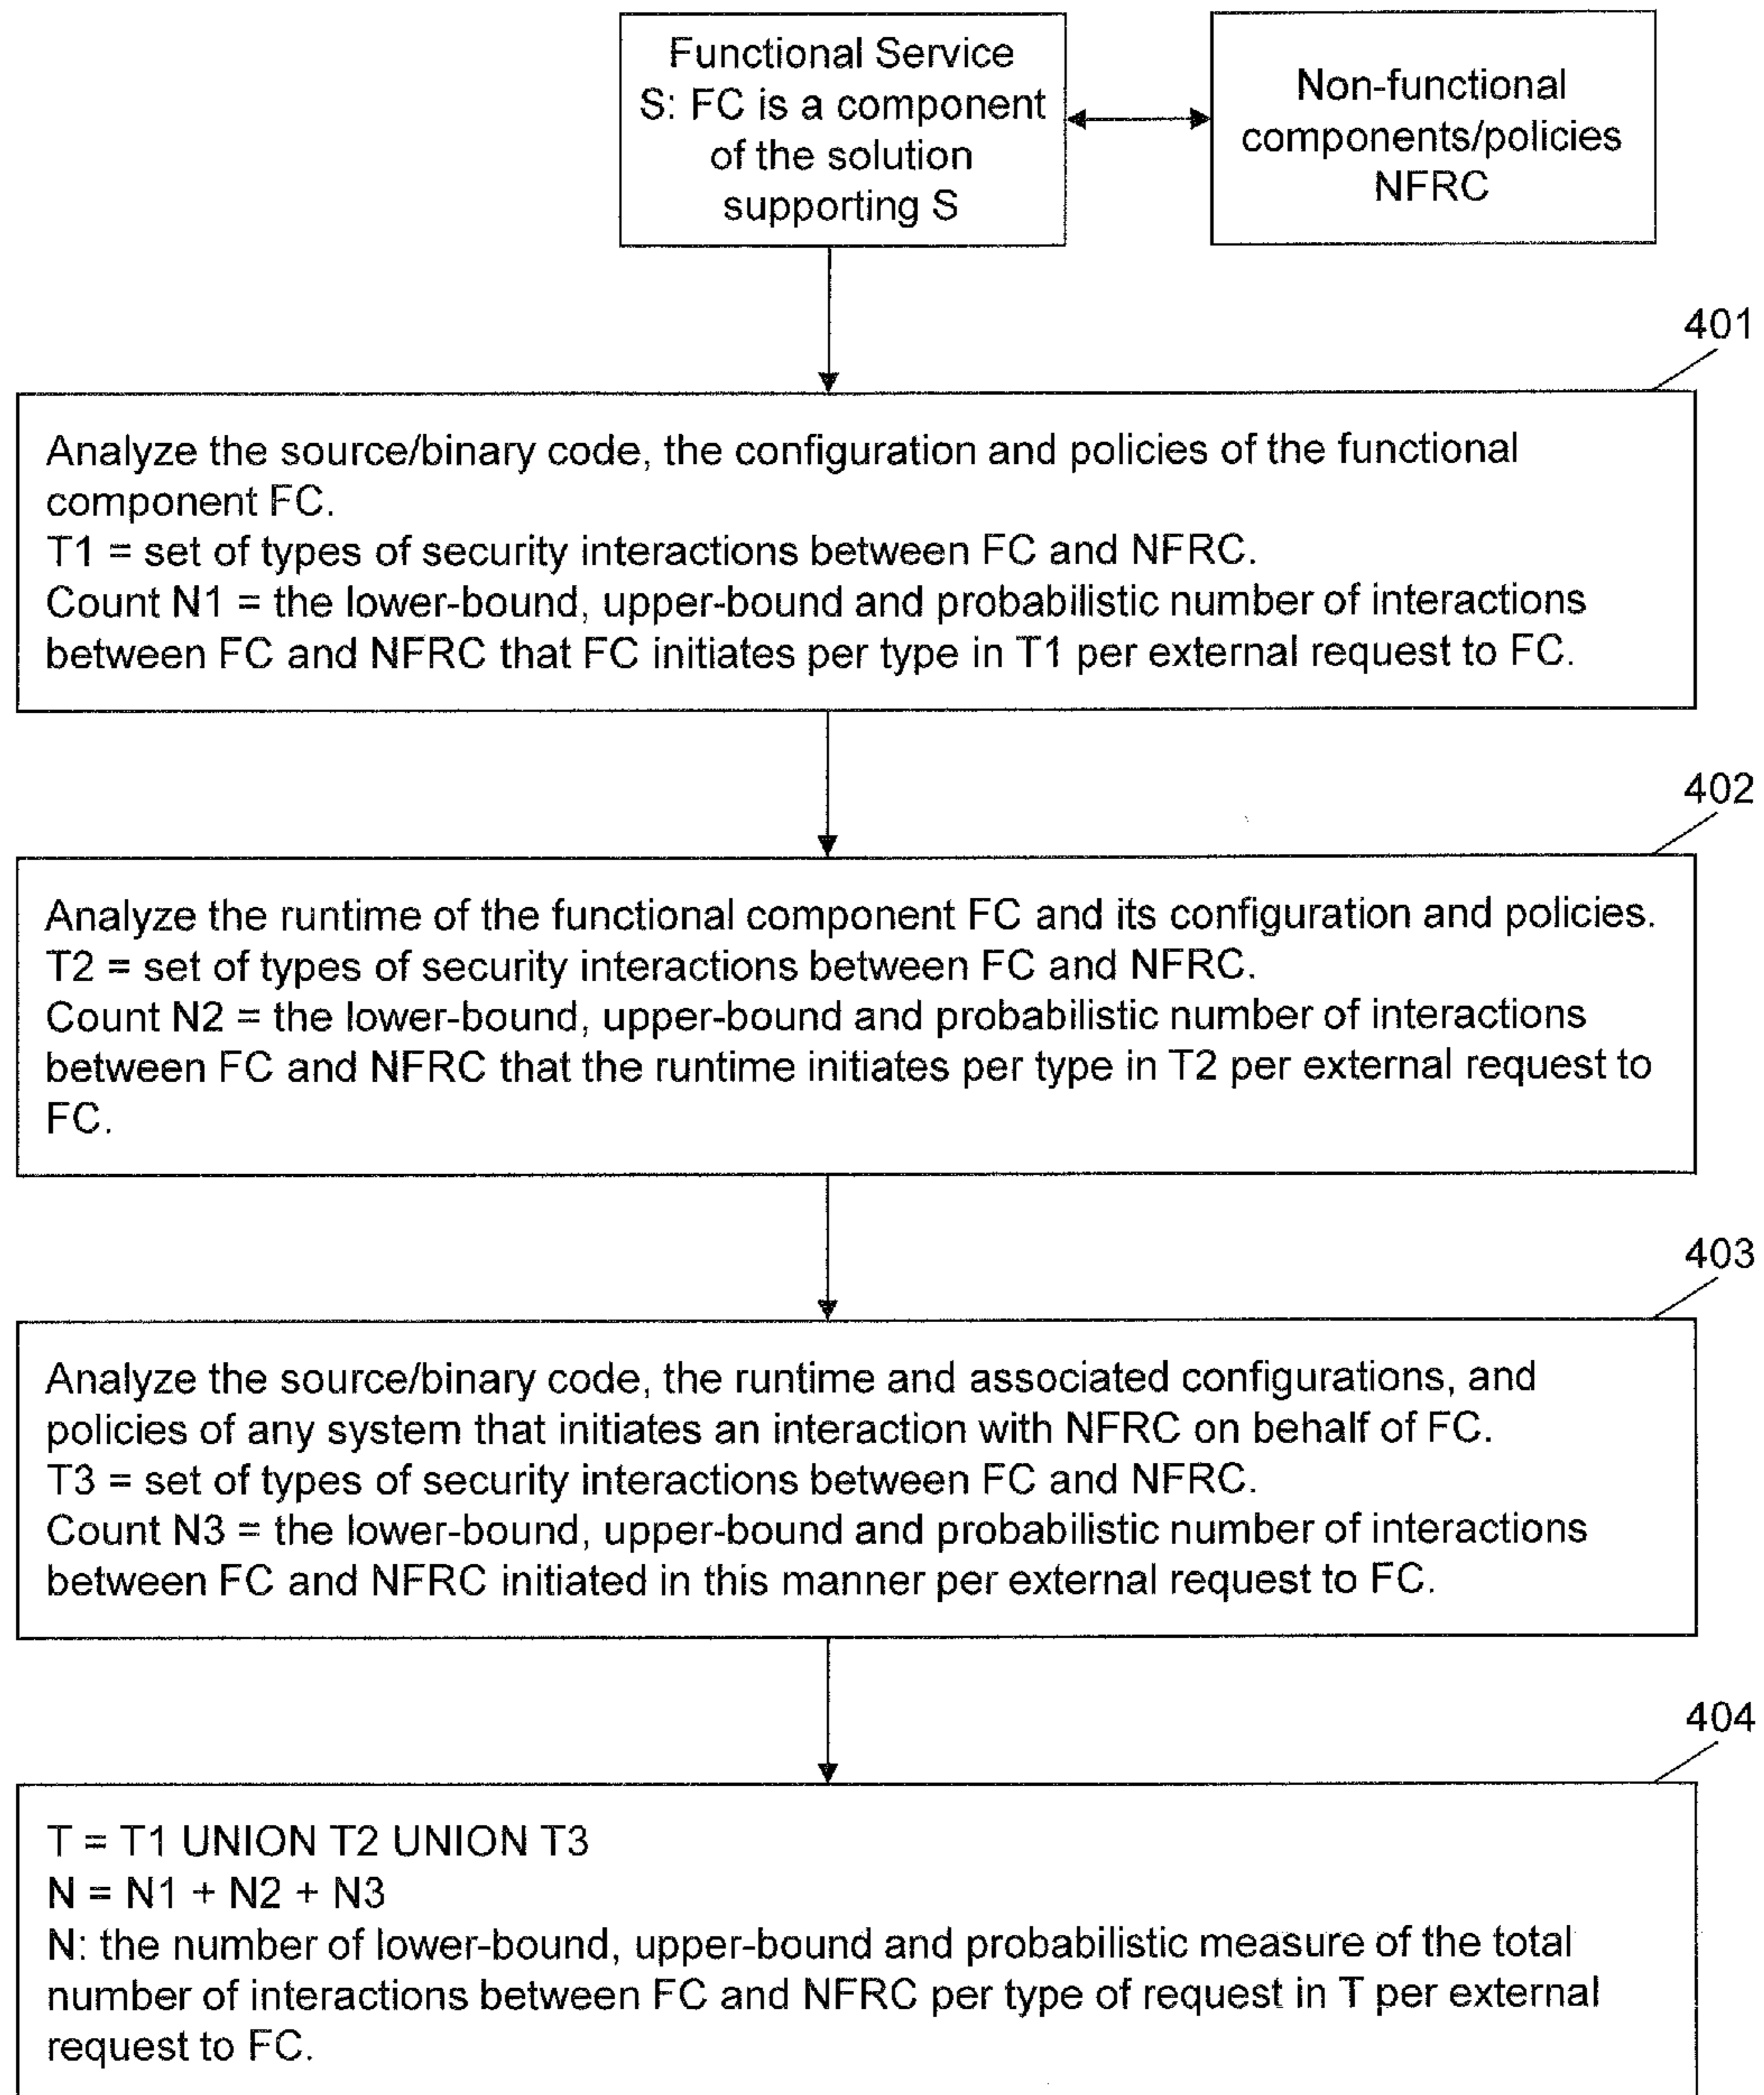 Functional Service
S: FC is a component
of the solution
supporting S
Non-functional
components/policies
NFRC
401
Analyze the source/binary code, the configuration and policies of the functional
component FC.
T1 = set of types of security interactions between FC and NFRC.
Count N1 = the lower-bound, upper-bound and probabilistic number of interactions
between FC and NFRC that FC initiates per type in T1 per external request to FC.
402
Analyze the runtime of the functional component FC and its configuration and policies.
T2 = set of types of security interactions between FC and NFRC.
Count N2 = the lower-bound, upper-bound and probabilistic number of interactions
between FC and NFRC that the runtime initiates per type in T2 per external request to
FC.
403
Analyze the source/binary code, the runtime and associated configurations, and
policies of any system that initiates an interaction with NFRC on behalf of FC.
T3 = set of types of security interactions between FC and NFRC.
Count N3 = the lower-bound, upper-bound and probabilistic number of interactions
between FC and NFRC initiated in this manner per external request to FC.
404
T = T1 UNION T2 UNION T3
N = N1 + N2 + N3
N: the number of lower-bound, upper-bound and probabilistic measure of the total
number of interactions between FC and NFRC per type of request in T per external
request to FC.